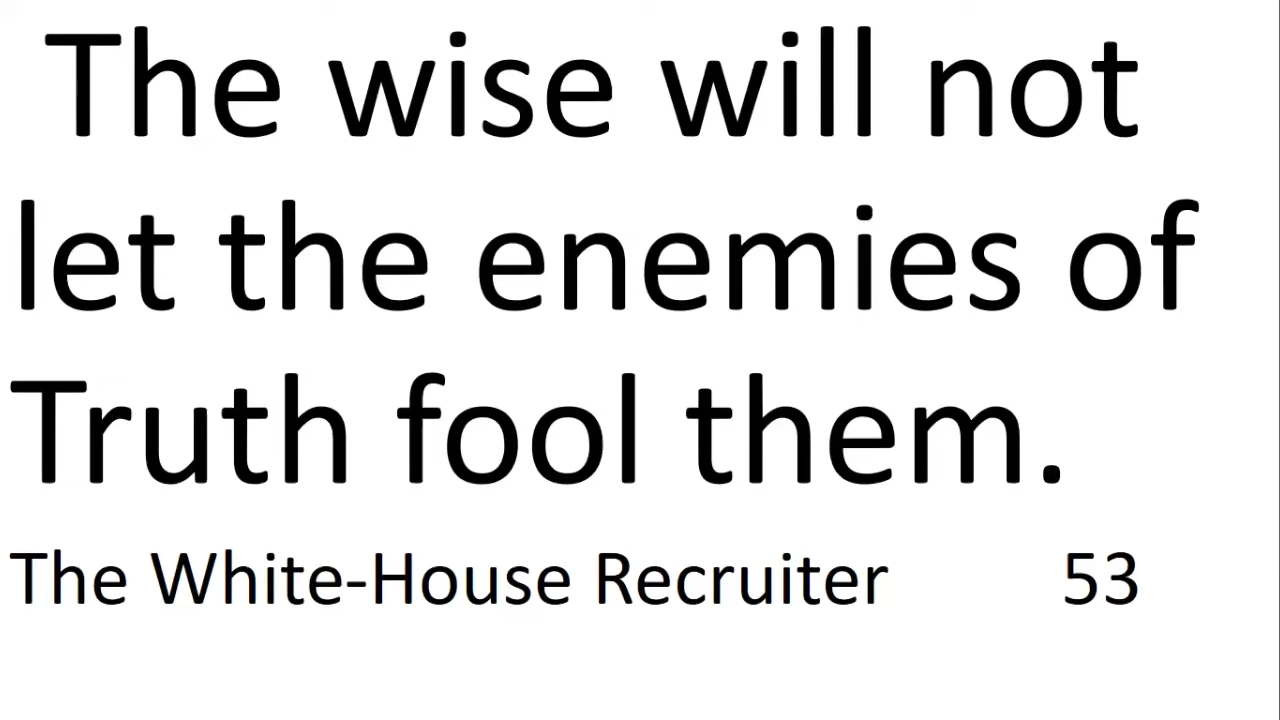 The wise will not
let the enemies of
Truth fool them.
The White-House Recruiter 53